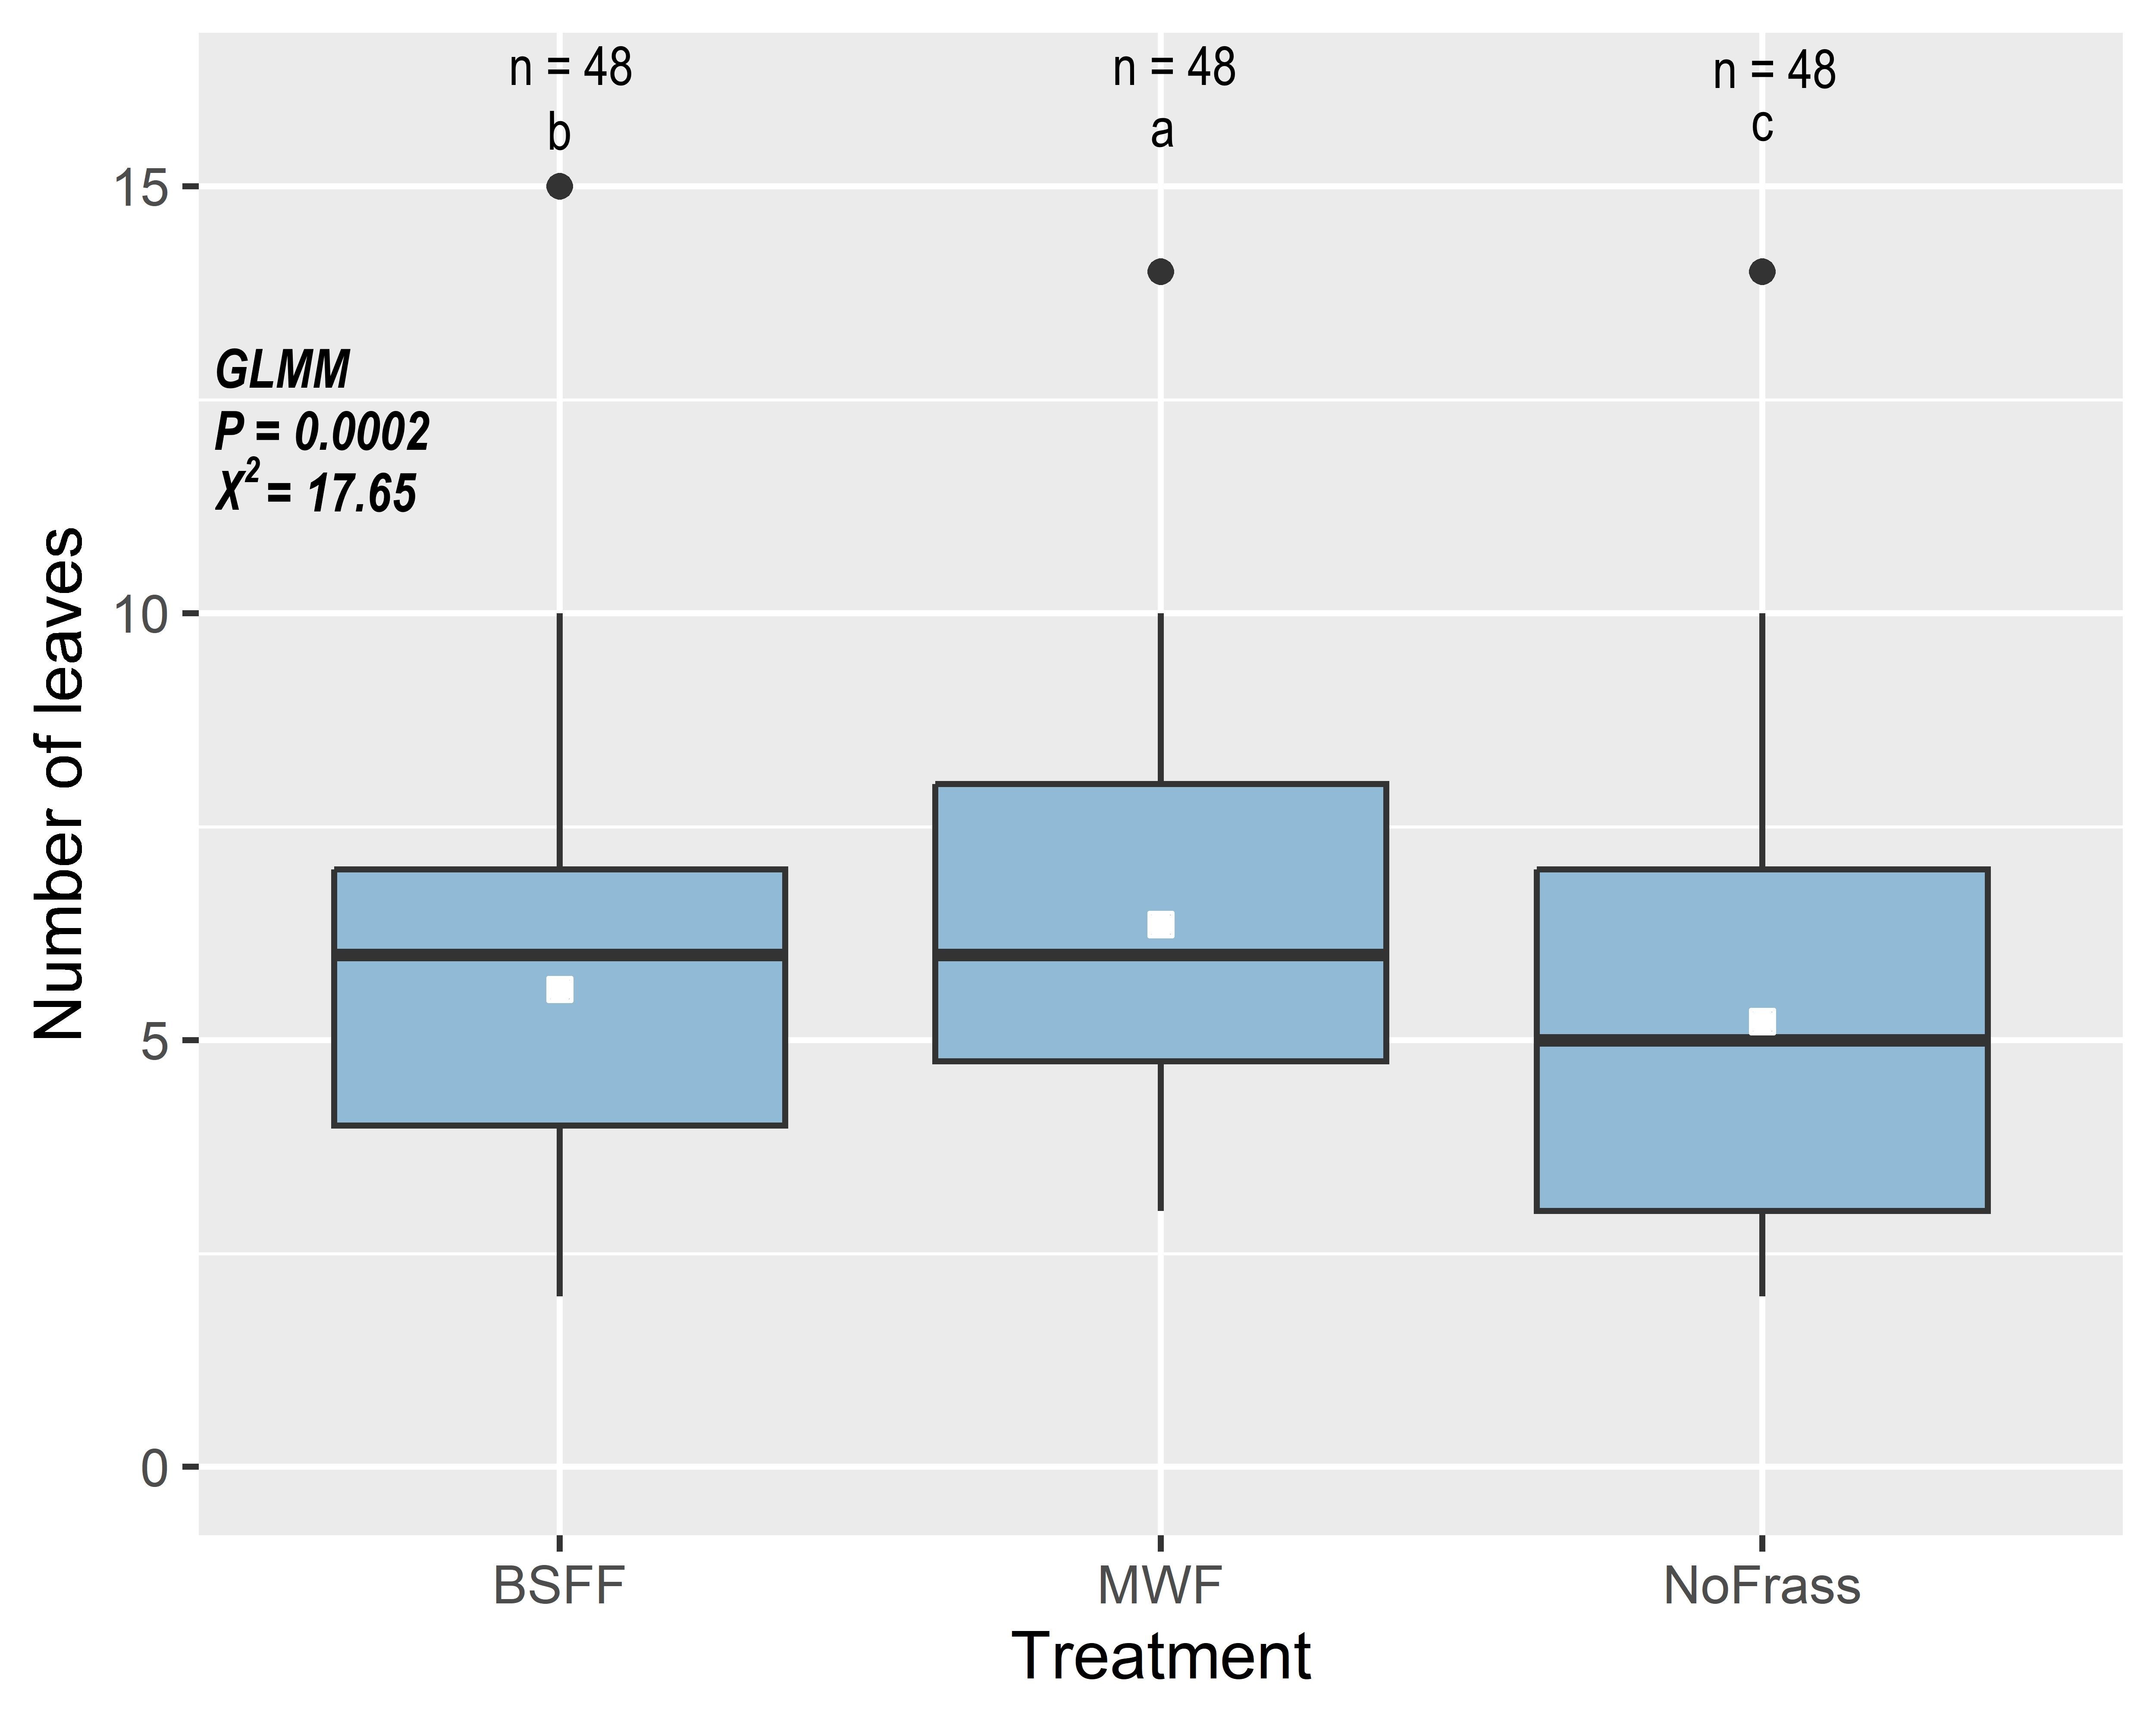 n = 48
n = 48
n = 48
b
a
c
15
GLMM
P = 0.0002
X² = 17.65
10
5
0
Number of leaves
BSFF
MWF
NoFrass
Treatment